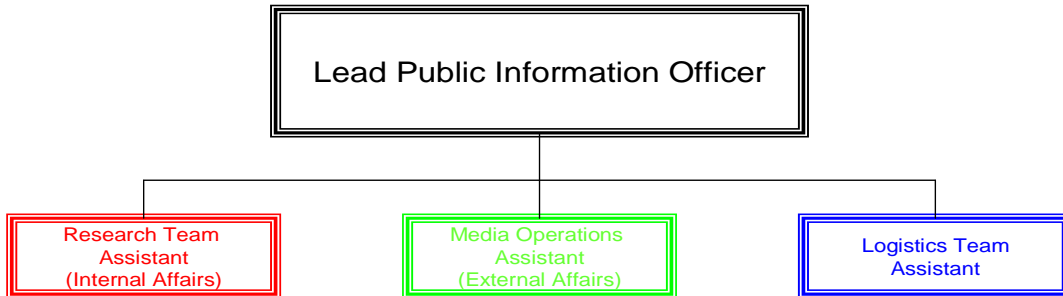 Lead Public Information Officer
Research Team
Assistant
(Internal Affairs)
Media Operations
Assistant
(External Affairs)
Logistics Team
Assistant